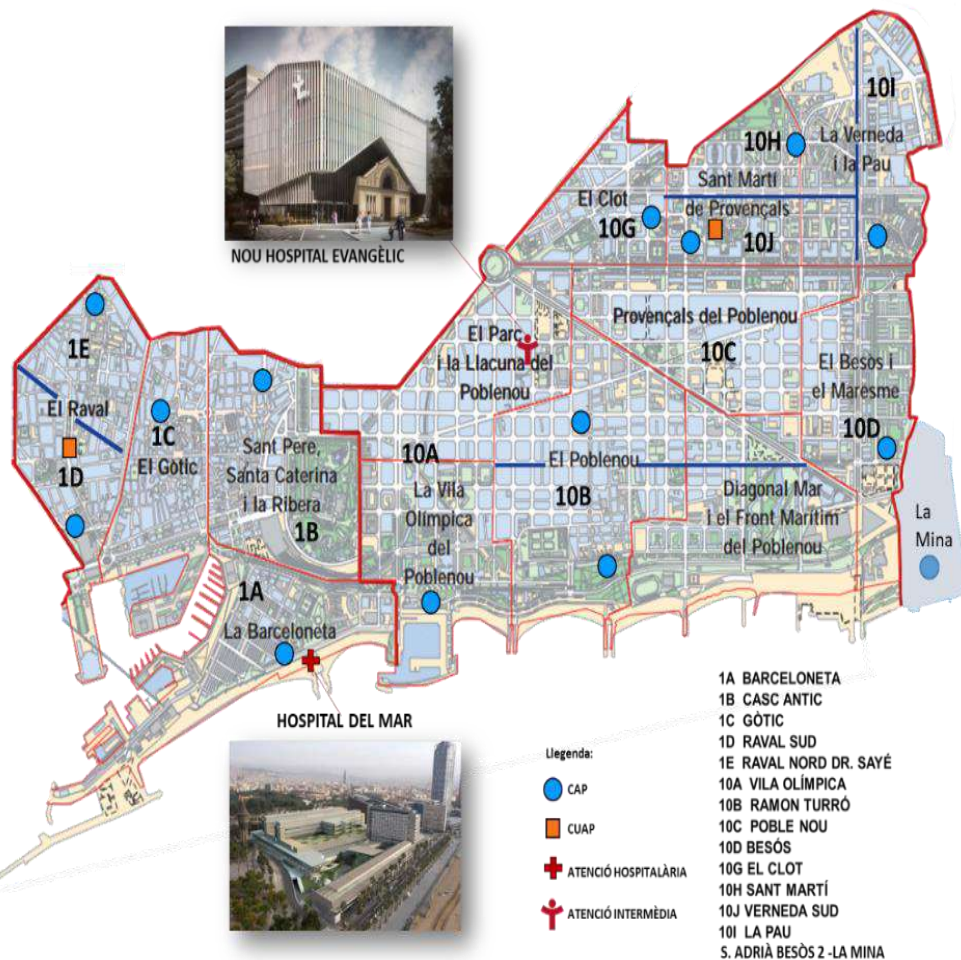 NOU HOSPITAL EVANGÈLIC
10I
La Verneda
i la Pau
10H
Sant Martí
de Provençals
El Clot
10G
10J
El Parc
i la Llacuna del
Poblenou
Provençals del Poblenou
10C
El Besòs i
el Maresme
1E
El Raval
1D
1C
El Gòtic
Sant Pere,
Santa Caterina
i la Ribera
1B
10A
La Vila
Olímpica
del
Poblenou
El Poblenou
10B
Diagonal Mar
i el Front Marítim
del Poblenou
10D
La
Mina
1A
La Barceloneta
HOSPITAL DEL MAR
Llegenda:
CAP
CUAP
ATENCIÓ HOSPITALÀRIA
ATENCIÓ INTERMÈDIA
1A BARCELONETA
1B CASC ANTIC
1C GÒTIC
1D RAVAL SUD
1E RAVAL NORD DR. SAYÉ
10A VILA OLÍMPICA
10B RAMON TURRÓ
10C POBLE NOU
10D BESÓS
10G EL CLOT
10H SANT MARTÍ
10J VERNEDA SUD
10I LA PAU
S. ADRIÀ BESÒS 2 -LA MINA